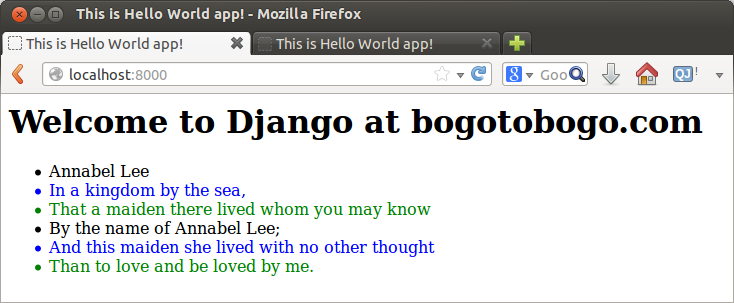 This is Hello World app! - Mozilla Firefox
This is Hello World app! This is Hello World app!
localhost:8000 Goo QJ!
Welcome to Django at bogotobogo.com
Annabel Lee
In a kingdom by the sea,
That a maiden there lived whom you may know
By the name of Annabel Lee;
And this maiden she lived with no other thought
Than to love and be loved by me.